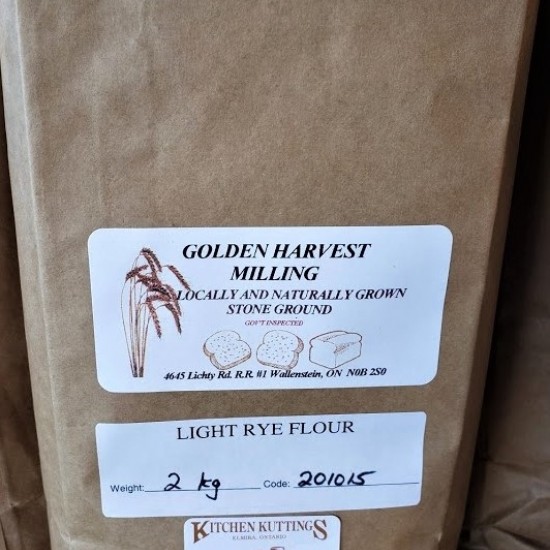 GOLDEN HARVEST
MILLING
LOCALLY AND NATURALLY GROWN
STONE GROUND
GOV'T INSPECTED
4645 Lichty Rd. R.R. #1 Wallenstein, ON N0B 2S0
LIGHT RYE FLOUR
Weight: 2 kg Code: 201015
KITCHEN KUTTINGS
ELMIRA, ONTARIO